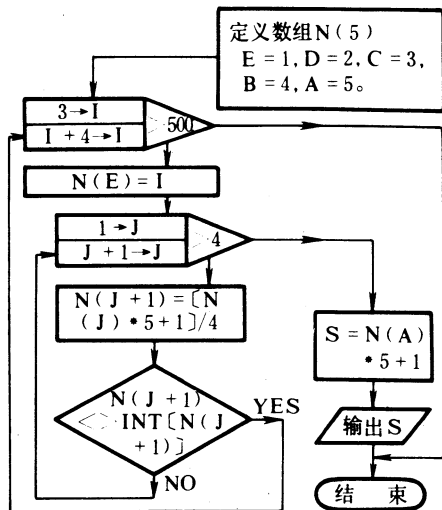 定义数组N(5)
E=1,D=2,C=3,
B=4,A=5。
3→I
I+4→I
>500
N(E)=I
1→J
J+1→J
>4
N(J+1)=[N
(J)*5+1]/4
S=N(A)
*5+1
N(J+1)
<>INT[N(J
+1)]
YES
NO
输出S
结 束